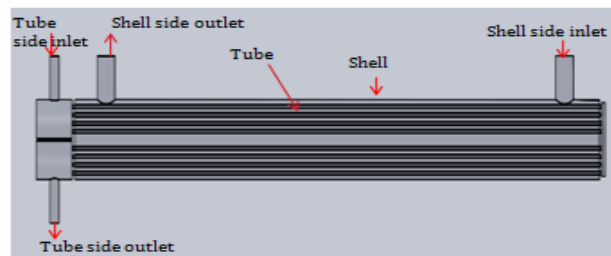 Tube
side inlet
Shell side outlet
Shell side inlet
Tube
Shell
Tube side outlet